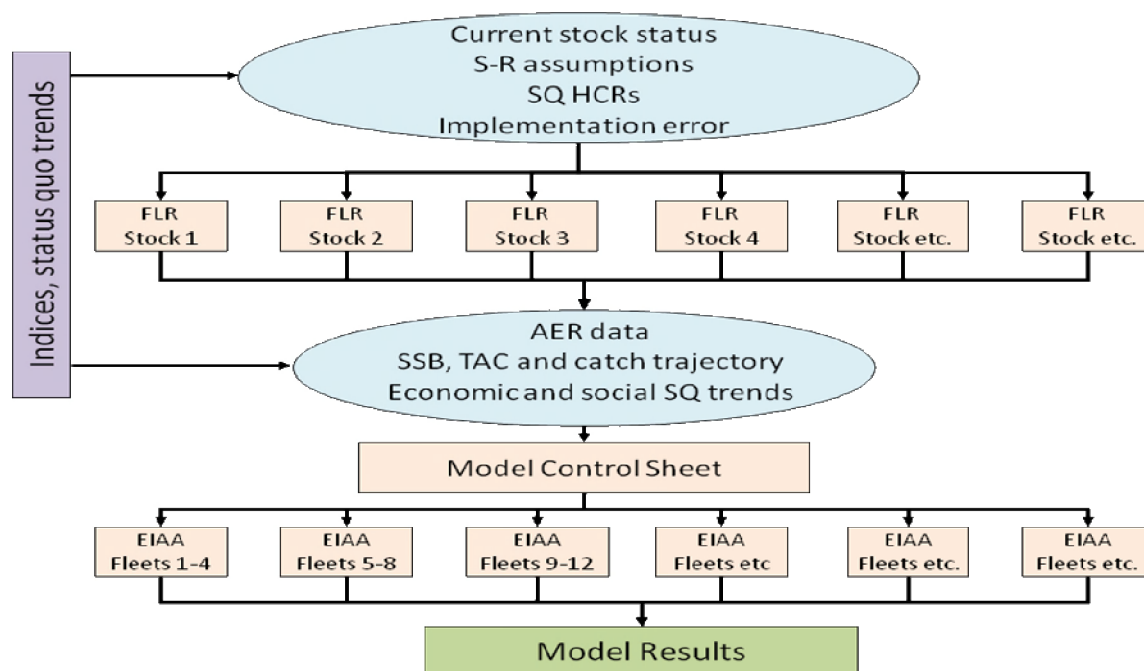 Indices, status quo trends
Current stock status
S-R assumptions
SQ HCRs
Implementation error
FLR
Stock 1
FLR
Stock 2
FLR
Stock 3
FLR
Stock 4
FLR
Stock etc.
FLR
Stock etc.
AER data
SSB, TAC and catch trajectory
Economic and social SQ trends
Model Control Sheet
EIAA
Fleets 1-4
EIAA
Fleets 5-8
EIAA
Fleets 9-12
EIAA
Fleets etc
EIAA
Fleets etc.
EIAA
Fleets etc.
Model Results